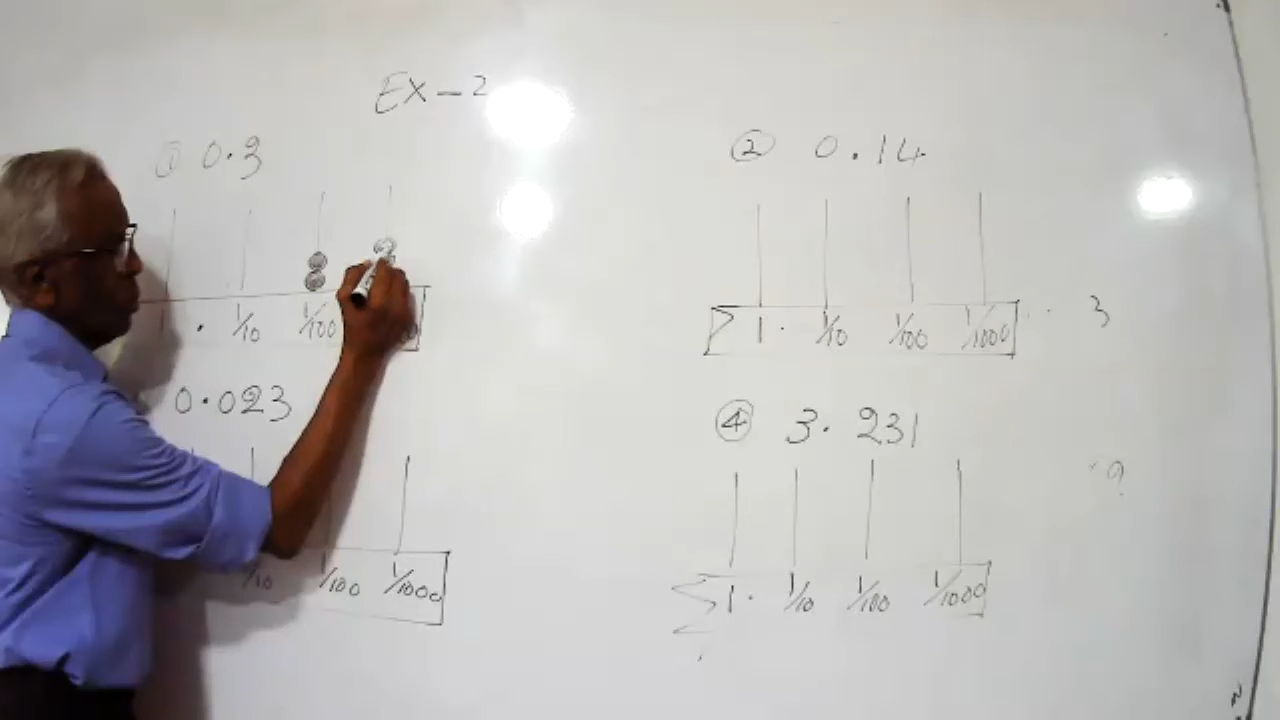 EX-2
① 0.3
1/10 1/100
0.023
1/10 1/100 1/1000
② 0.14
1. 1/10 1/100 1/1000
3
④ 3.231
1. 1/10 1/100 1/1000